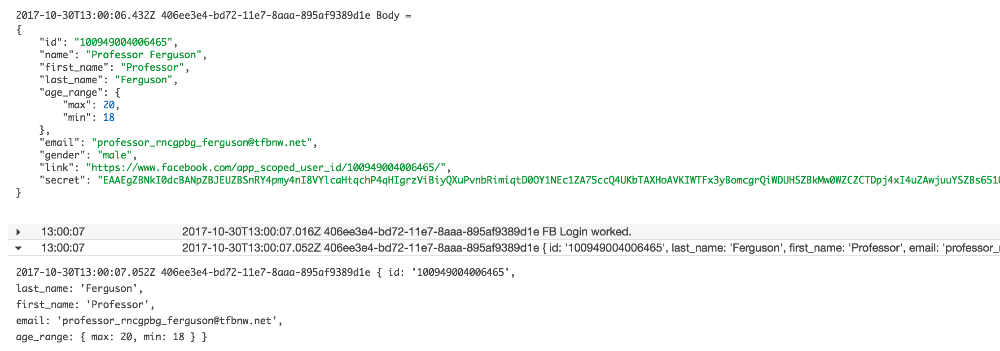 2017-10-30T13:00:06.432Z 406ee3e4-bd72-11e7-8aaa-895af9389d1e Body =
{
    "id": "100949004006465",
    "name": "Professor Ferguson",
    "first_name": "Professor",
    "last_name": "Ferguson",
    "age_range": {
        "max": 20,
        "min": 18
    },
    "email": "professor_rncgpbg_ferguson@tfbnw.net",
    "gender": "male",
    "link": "https://www.facebook.com/app_scoped_user_id/100949004006465/",
    "secret":
}
13:00:07 2017-10-30T13:00:07.016Z 406ee3e4-bd72-11e7-8aaa-895af9389d1e FB Login worked.
13:00:07 2017-10-30T13:00:07.052Z 406ee3e4-bd72-11e7-8aaa-895af9389d1e { id: '100949004006465', last_name: 'Ferguson', first_name: 'Professor', email: 'professor_
2017-10-30T13:00:07.052Z 406ee3e4-bd72-11e7-8aaa-895af9389d1e { id: '100949004006465',
last_name: 'Ferguson',
first_name: 'Professor',
email: 'professor_rncgpbg_ferguson@tfbnw.net',
age_range: { max: 20, min: 18 } }